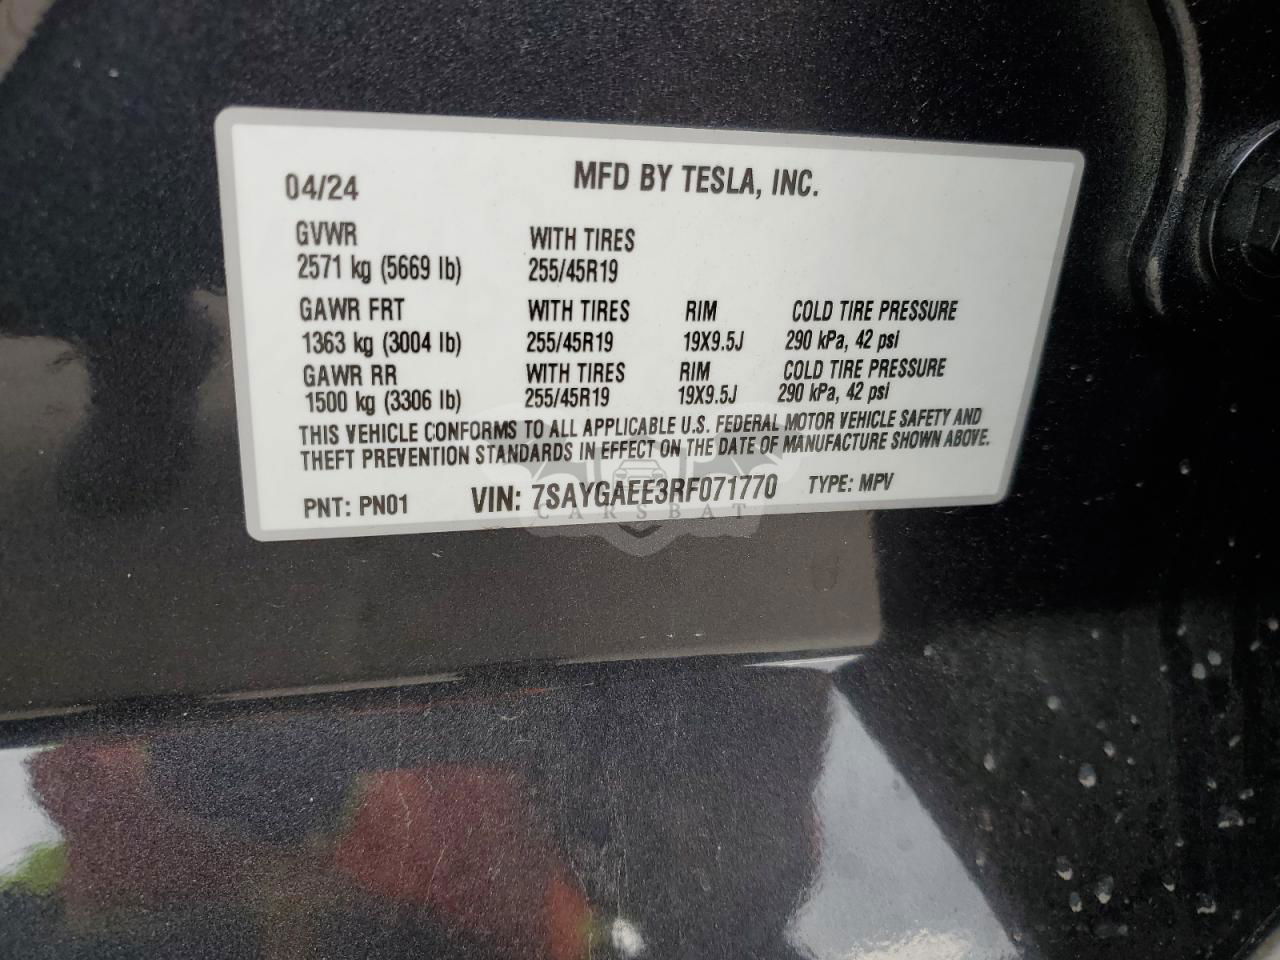 04/24 MFD BY TESLA, INC.
GVWR WITH TIRES
2571 kg (5669 lb) 255/45R19
GAWR FRT WITH TIRES RIM COLD TIRE PRESSURE
1363 kg (3004 lb) 255/45R19 19X9.5J 290 kPa, 42 psi
GAWR RR WITH TIRES RIM COLD TIRE PRESSURE
1500 kg (3306 lb) 255/45R19 19X9.5J 290 kPa, 42 psi
THIS VEHICLE CONFORMS TO ALL APPLICABLE U.S. FEDERAL MOTOR VEHICLE SAFETY AND
THEFT PREVENTION STANDARDS IN EFFECT ON THE DATE OF MANUFACTURE SHOWN ABOVE.
PNT: PN01 VIN: 7SAYGAEE3RF071770 TYPE: MPV
CARSBAT